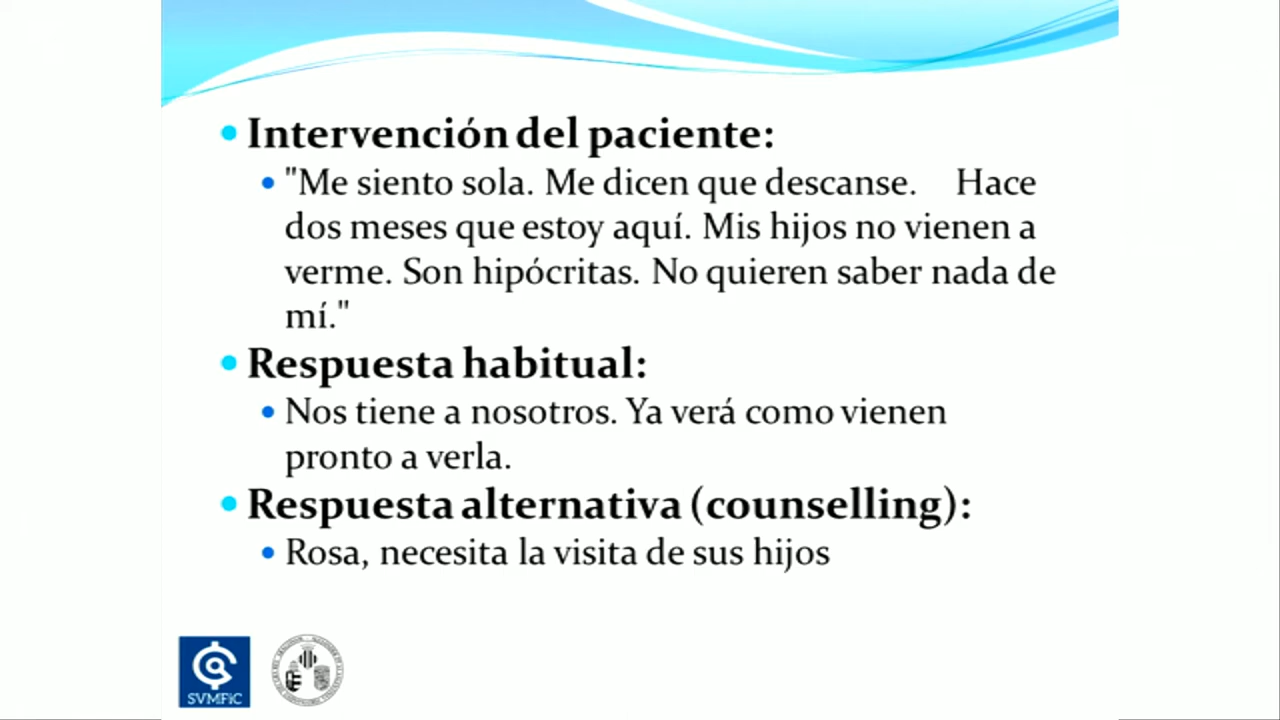 Intervención del paciente:
"Me siento sola. Me dicen que descanse. Hace
dos meses que estoy aquí. Mis hijos no vienen a
verme. Son hipócritas. No quieren saber nada de
mí."
Respuesta habitual:
Nos tiene a nosotros. Ya verá como vienen
pronto a verla.
Respuesta alternativa (counselling):
Rosa, necesita la visita de sus hijos
SVMFiC